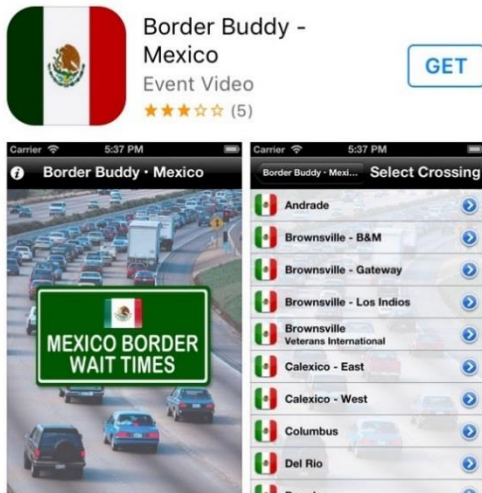 Border Buddy -
Mexico
Event Video
GET
(5)
Carrier 5:37 PM
Border Buddy · Mexico
MEXICO BORDER
WAIT TIMES
Carrier 5:37 PM
Border Buddy · Mexi... Select Crossing
Andrade
Brownsville - B&M
Brownsville - Gateway
Brownsville - Los Indios
Brownsville
Veterans International
Calexico - East
Calexico - West
Columbus
Del Rio